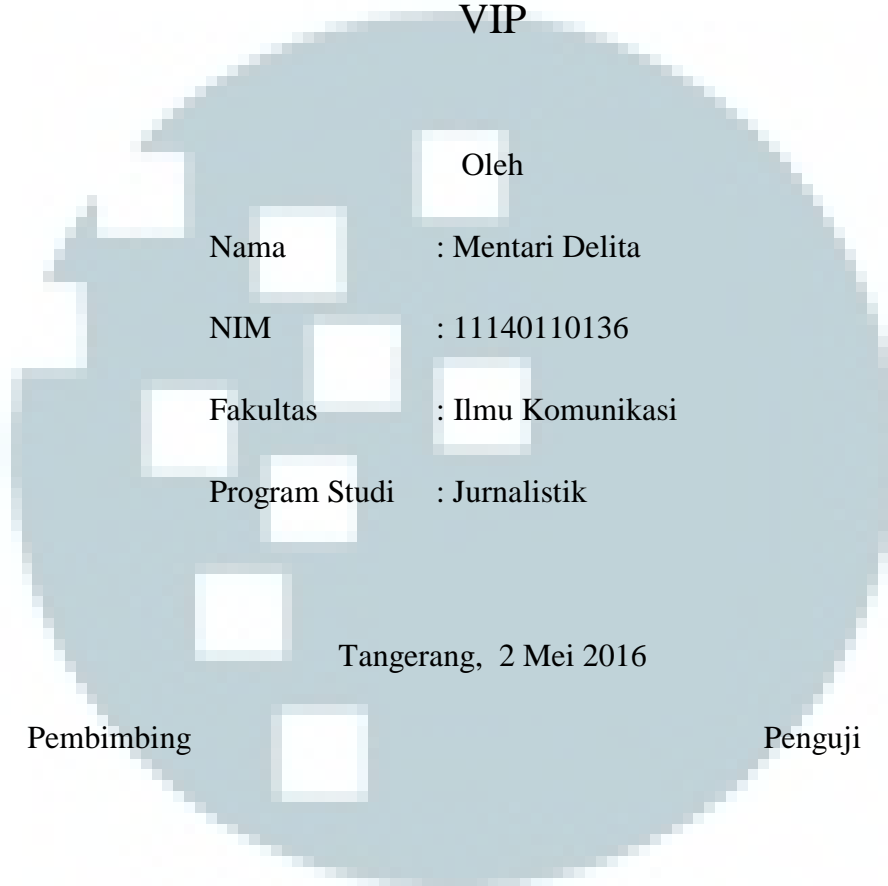 VIP
Oleh
Nama : Mentari Delita
NIM : 11140110136
Fakultas : Ilmu Komunikasi
Program Studi : Jurnalistik
Tangerang, 2 Mei 2016
Pembimbing Penguji